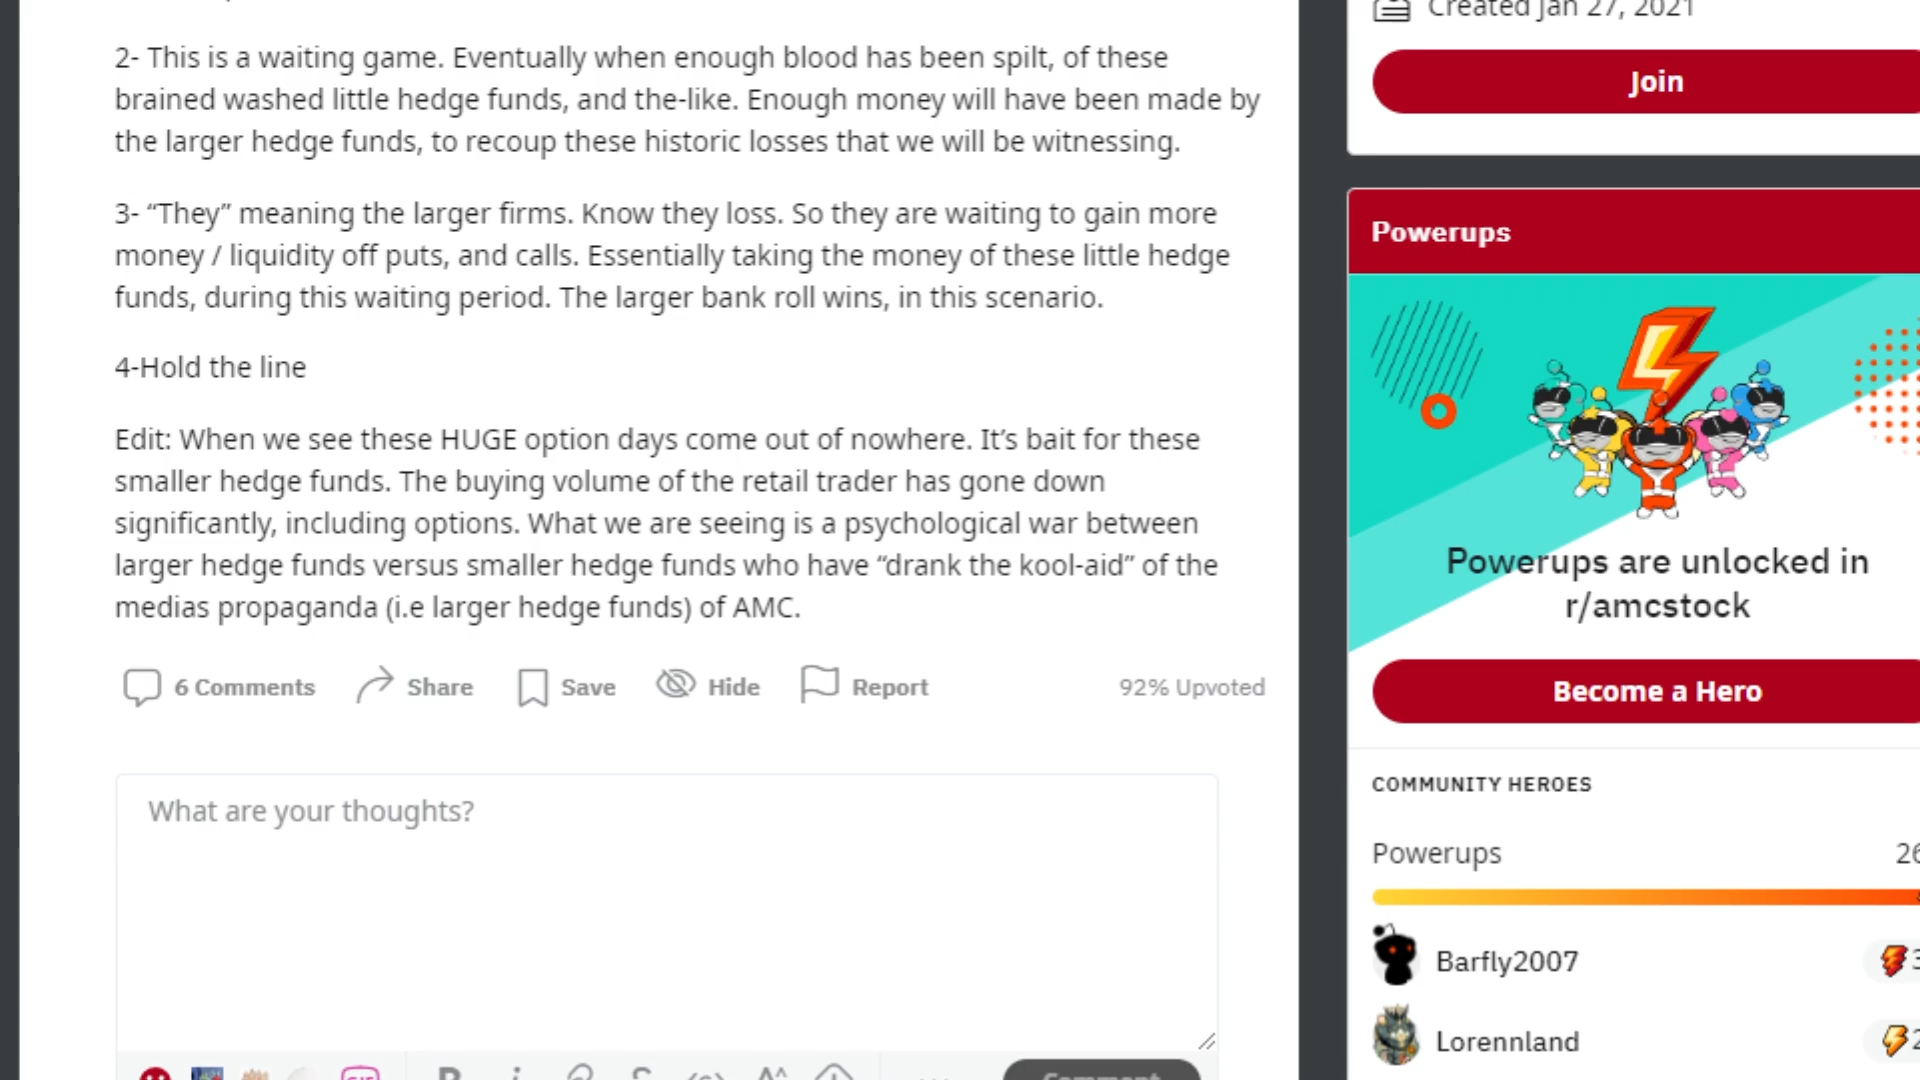 Created Jan 27, 2021
Join
2- This is a waiting game. Eventually when enough blood has been spilt, of these
brained washed little hedge funds, and the-like. Enough money will have been made by
the larger hedge funds, to recoup these historic losses that we will be witnessing.
3- “They” meaning the larger firms. Know they loss. So they are waiting to gain more
money / liquidity off puts, and calls. Essentially taking the money of these little hedge
funds, during this waiting period. The larger bank roll wins, in this scenario.
4-Hold the line
Edit: When we see these HUGE option days come out of nowhere. It’s bait for these
smaller hedge funds. The buying volume of the retail trader has gone down
significantly, including options. What we are seeing is a psychological war between
larger hedge funds versus smaller hedge funds who have “drank the kool-aid” of the
medias propaganda (i.e larger hedge funds) of AMC.
6 Comments Share Save Hide Report 92% Upvoted
What are your thoughts?
Comment
Powerups
Powerups are unlocked in
r/amcstock
Become a Hero
COMMUNITY HEROES
Powerups 26
Barfly2007
Lorennland